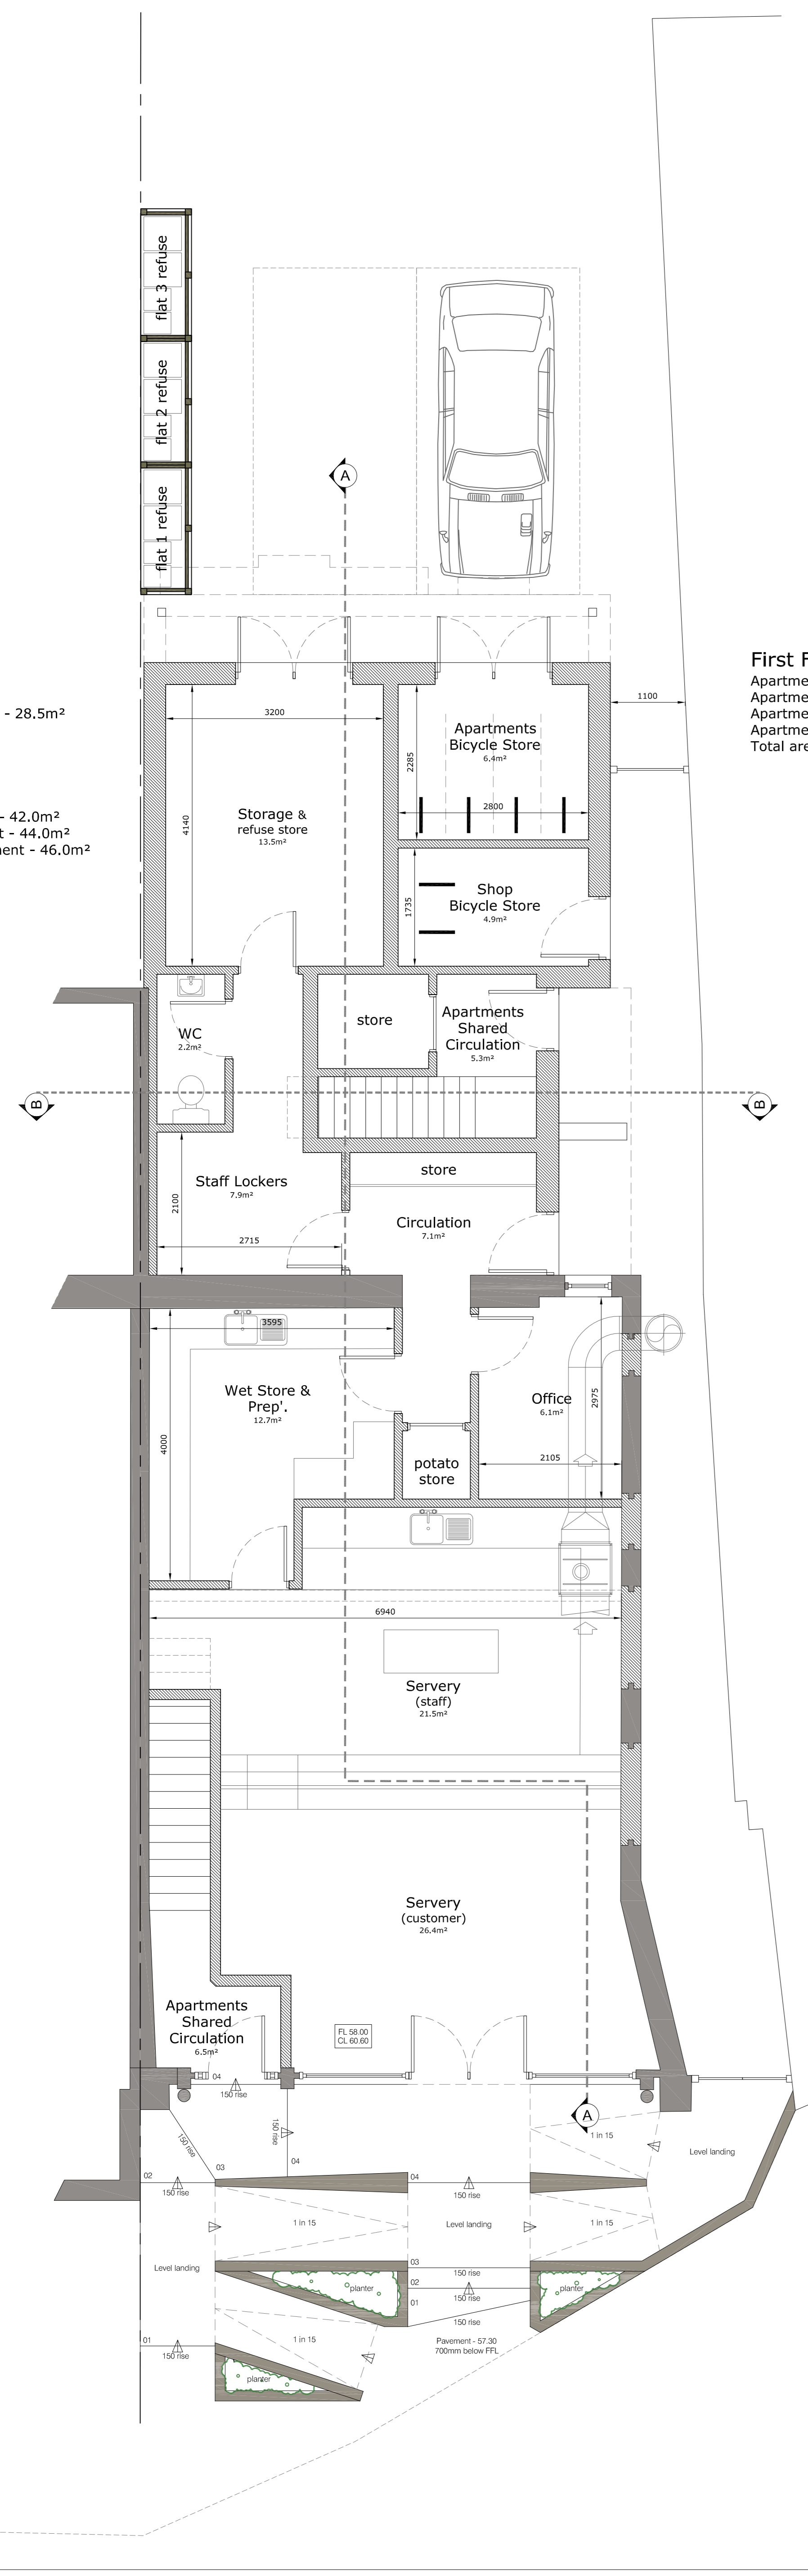 flat 3 refuse
flat 2 refuse
flat 1 refuse
A
First F
Apartme
Apartme
Apartme
Apartme
Total are
- 28.5m²
- 42.0m²
t - 44.0m²
ent - 46.0m²
1100
3200
4140
Storage &
refuse store
13.5m²
Apartments
Bicycle Store
6.4m²
2285
2800
Shop
Bicycle Store
4.9m²
1735
WC
2.2m²
store
Apartments
Shared
Circulation
5.3m²
B
B
Staff Lockers
7.9m²
2100
2715
store
Circulation
7.1m²
3595
Wet Store &
Prep'.
12.7m²
4000
Office
6.1m²
2975
2105
potato
store
6940
Servery
(staff)
21.5m²
Servery
(customer)
26.4m²
Apartments
Shared
Circulation
6.5m²
FL 58.00
CL 60.60
04
150 rise
A
150 rise
150 rise
1 in 15
Level landing
02
03
04
04
150 rise
150 rise
1 in 15
Level landing
1 in 15
Level landing
03
150 rise
02
150 rise
01
150 rise
planter
planter
01
150 rise
1 in 15
Pavement - 57.30
700mm below FFL
planter